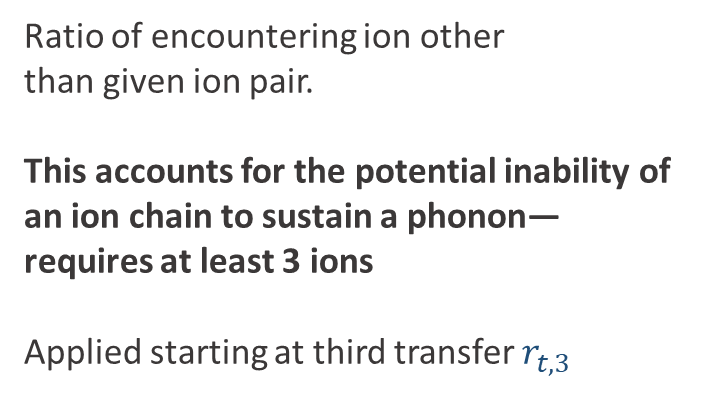 Ratio of encountering ion other
than given ion pair.
This accounts for the potential inability of
an ion chain to sustain a phonon—
requires at least 3 ions
Applied starting at third transfer r_{t,3}